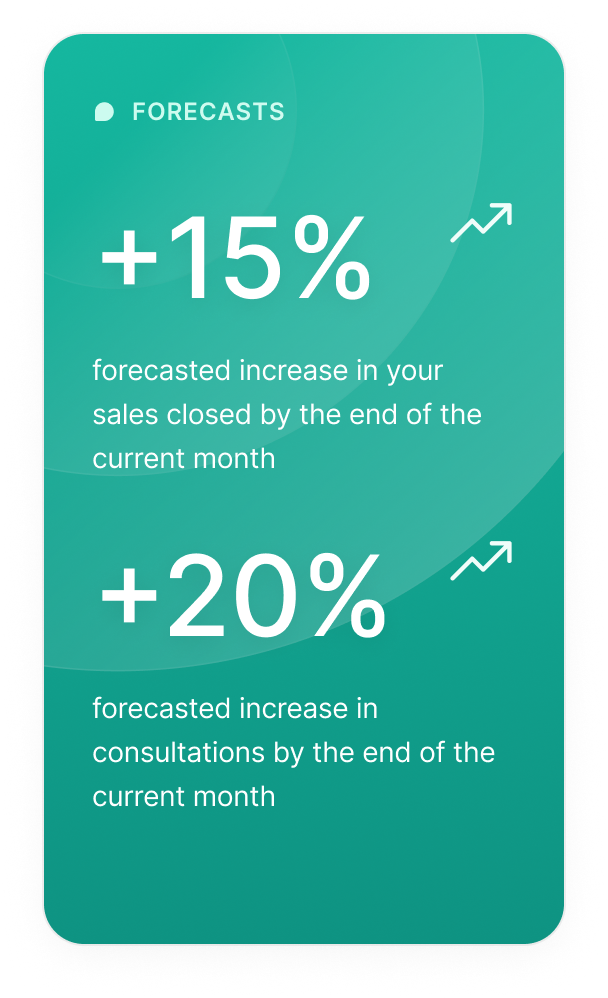 FORECASTS
+15%
forecasted increase in your
sales closed by the end of the
current month
+20%
forecasted increase in
consultations by the end of the
current month